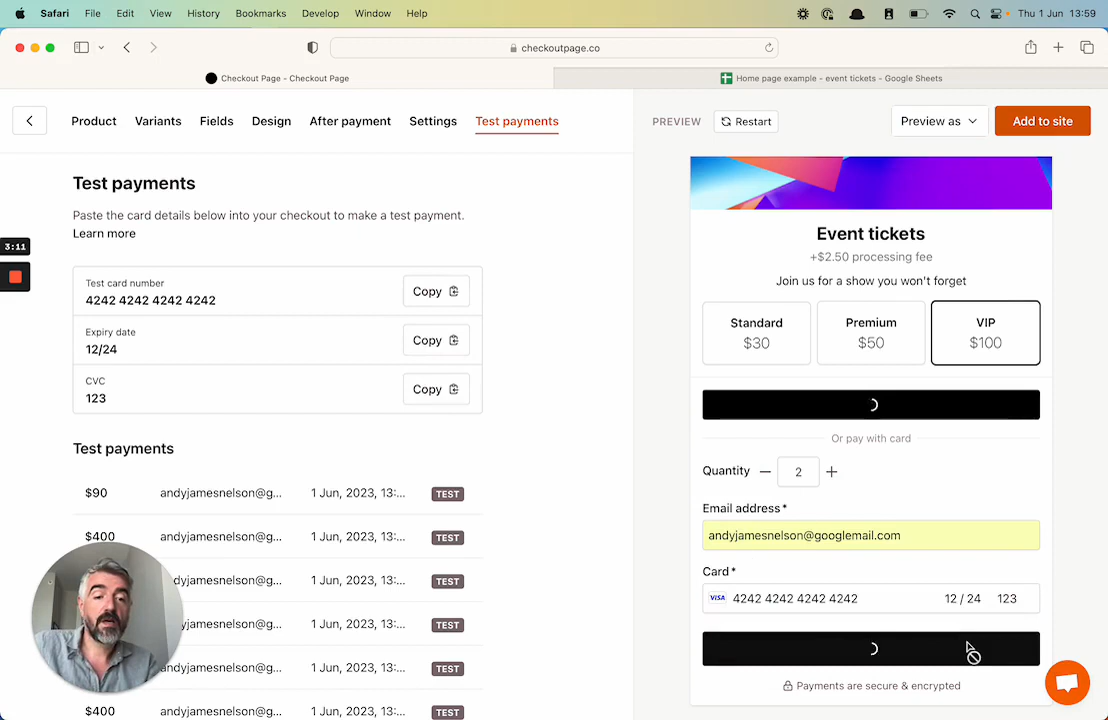 Safari File Edit View History Bookmarks Develop Window Help Thu 1 Jun 13:59
checkoutpage.co
Checkout Page - Checkout Page
Home page example - event tickets - Google Sheets
Product Variants Fields Design After payment Settings Test payments
PREVIEW Restart Preview as Add to site
Test payments
Paste the card details below into your checkout to make a test payment.
Learn more
3:11
Test card number
4242 4242 4242 4242
Copy
Expiry date
12/24
Copy
CVC
123
Copy
Test payments
$90 andyjamesnelson@g... 1 Jun, 2023, 13:... TEST
$400 andyjamesnelson@g... 1 Jun, 2023, 13:... TEST
dyjamesnelson@g... 1 Jun, 2023, 13:... TEST
yjamesnelson@g... 1 Jun, 2023, 13:... TEST
andyjamesnelson@g... 1 Jun, 2023, 13:... TEST
$400 andyjamesnelson@g... 1 Jun, 2023, 13:... TEST
Event tickets
+$2.50 processing fee
Join us for a show you won't forget
Standard
$30
Premium
$50
VIP
$100
Or pay with card
Quantity 2
Email address*
andyjamesnelson@googlemail.com
Card*
VISA 4242 4242 4242 4242 12 / 24 123
Payments are secure & encrypted